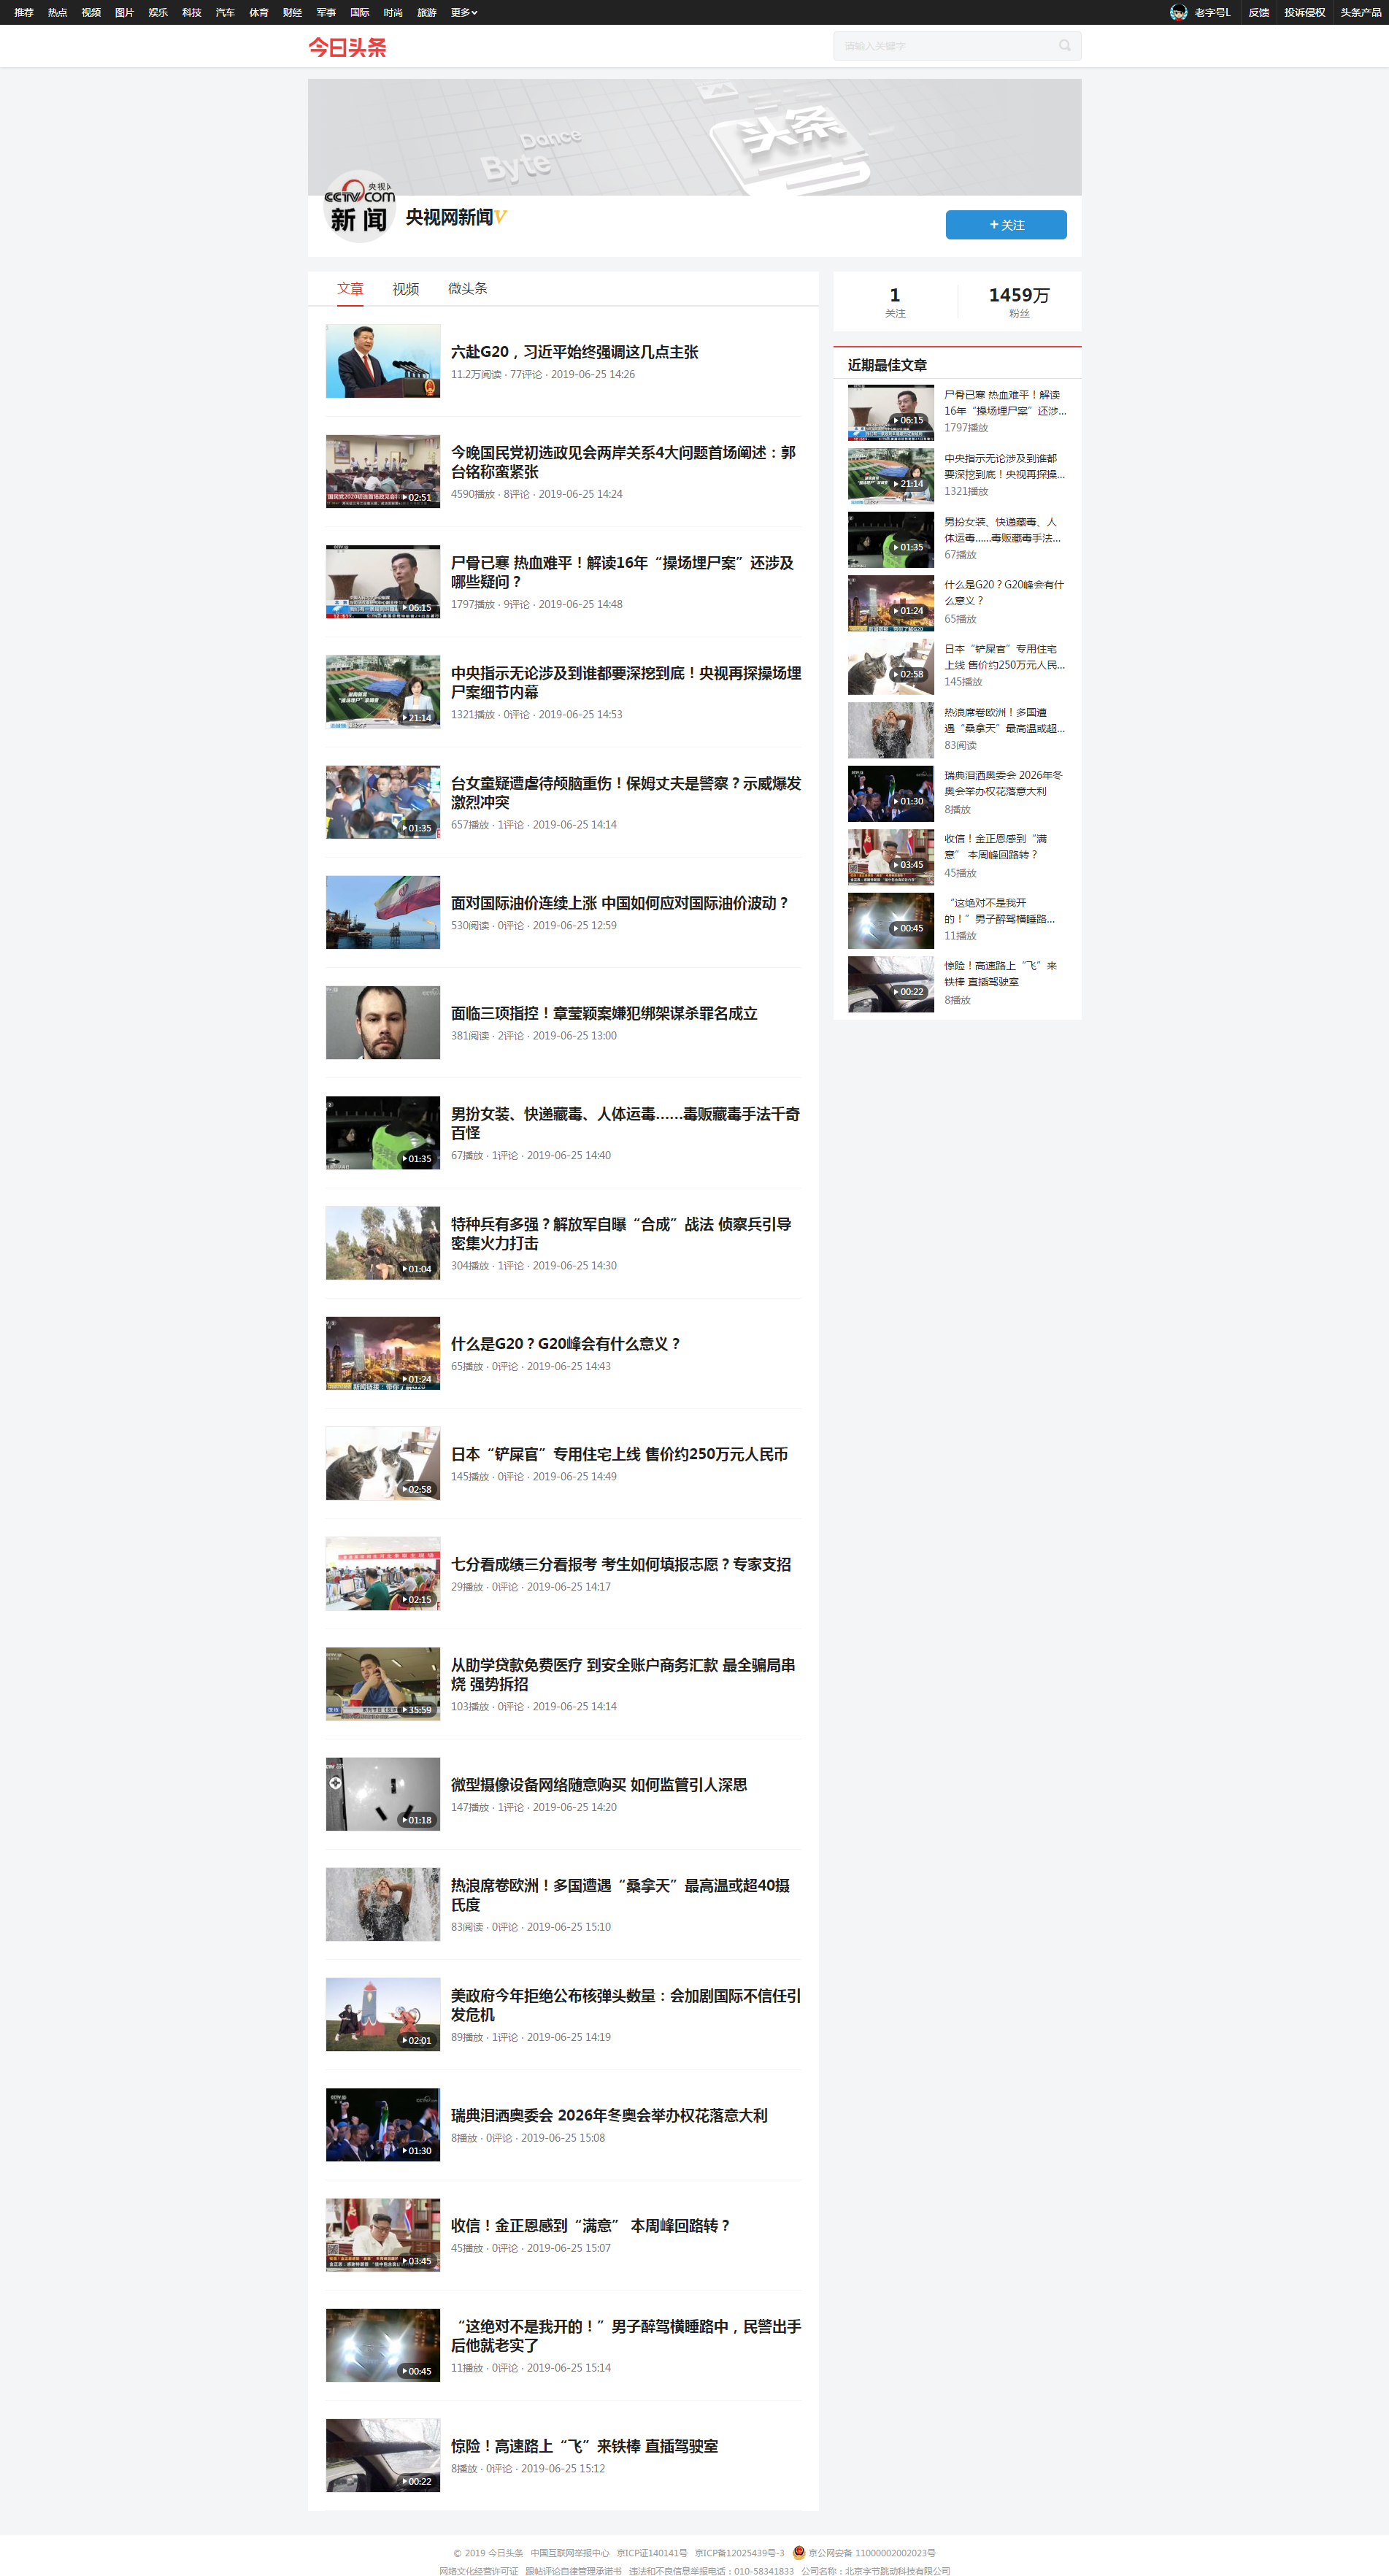 推荐 热点 视频 图片 娱乐 科技 汽车 体育 财经 军事 国际 时尚 旅游 更多
老字号L 反馈 投诉侵权 头条产品
今日头条
请输入关键字
Dance
Byte
头条
央视
CCTV.COM
新闻
央视网新闻V
+ 关注
文章 视频 微头条
六赴G20，习近平始终强调这几点主张
11.2万阅读 · 77评论 · 2019-06-25 14:26
02:51
今晚国民党初选政见会两岸关系4大问题首场阐述：郭
台铭称蛮紧张
4590播放 · 8评论 · 2019-06-25 14:24
06:15
尸骨已寒 热血难平！解读16年“操场埋尸案”还涉及
哪些疑问？
1797播放 · 9评论 · 2019-06-25 14:48
21:14
中央指示无论涉及到谁都要深挖到底！央视再探操场埋
尸案细节内幕
1321播放 · 0评论 · 2019-06-25 14:53
01:35
台女童疑遭虐待颅脑重伤！保姆丈夫是警察？示威爆发
激烈冲突
657播放 · 1评论 · 2019-06-25 14:14
面对国际油价连续上涨 中国如何应对国际油价波动？
530阅读 · 0评论 · 2019-06-25 12:59
面临三项指控！章莹颖案嫌犯绑架谋杀罪名成立
381阅读 · 2评论 · 2019-06-25 13:00
01:35
男扮女装、快递藏毒、人体运毒……毒贩藏毒手法千奇
百怪
67播放 · 1评论 · 2019-06-25 14:40
01:04
特种兵有多强？解放军自曝“合成”战法 侦察兵引导
密集火力打击
304播放 · 1评论 · 2019-06-25 14:30
01:24
什么是G20？G20峰会有什么意义？
65播放 · 0评论 · 2019-06-25 14:43
02:58
日本“铲屎官”专用住宅上线 售价约250万元人民币
145播放 · 0评论 · 2019-06-25 14:49
02:15
七分看成绩三分看报考 考生如何填报志愿？专家支招
29播放 · 0评论 · 2019-06-25 14:17
35:59
从助学贷款免费医疗 到安全账户商务汇款 最全骗局串
烧 强势拆招
103播放 · 0评论 · 2019-06-25 14:14
01:18
微型摄像设备网络随意购买 如何监管引人深思
147播放 · 1评论 · 2019-06-25 14:20
热浪席卷欧洲！多国遭遇“桑拿天”最高温或超40摄
氏度
83阅读 · 0评论 · 2019-06-25 15:10
02:01
美政府今年拒绝公布核弹头数量：会加剧国际不信任引
发危机
89播放 · 1评论 · 2019-06-25 14:19
01:30
瑞典泪洒奥委会 2026年冬奥会举办权花落意大利
8播放 · 0评论 · 2019-06-25 15:08
03:45
收信！金正恩感到“满意” 本周峰回路转？
45播放 · 0评论 · 2019-06-25 15:07
00:45
“这绝对不是我开的！”男子醉驾横睡路中，民警出手
后他就老实了
11播放 · 0评论 · 2019-06-25 15:14
00:22
惊险！高速路上“飞”来铁棒 直插驾驶室
8播放 · 0评论 · 2019-06-25 15:12
1 1459万
关注 粉丝
近期最佳文章
06:15
尸骨已寒 热血难平！解读
16年“操场埋尸案”还涉...
1797播放
21:14
中央指示无论涉及到谁都
要深挖到底！央视再探操...
1321播放
01:35
男扮女装、快递藏毒、人
体运毒……毒贩藏毒手法...
67播放
01:24
什么是G20？G20峰会有什
么意义？
65播放
02:58
日本“铲屎官”专用住宅
上线 售价约250万元人民...
145播放
热浪席卷欧洲！多国遭
遇“桑拿天”最高温或超...
83阅读
01:30
瑞典泪洒奥委会 2026年冬
奥会举办权花落意大利
8播放
03:45
收信！金正恩感到“满
意” 本周峰回路转？
45播放
00:45
“这绝对不是我开
的！”男子醉驾横睡路...
11播放
00:22
惊险！高速路上“飞”来
铁棒 直插驾驶室
8播放
© 2019 今日头条 中国互联网举报中心 京ICP证140141号 京ICP备12025439号-3 京公网安备 11000002002023号
网络文化经营许可证 跟帖评论自律管理承诺书 违法和不良信息举报电话：010-58341833 公司名称：北京字节跳动科技有限公司